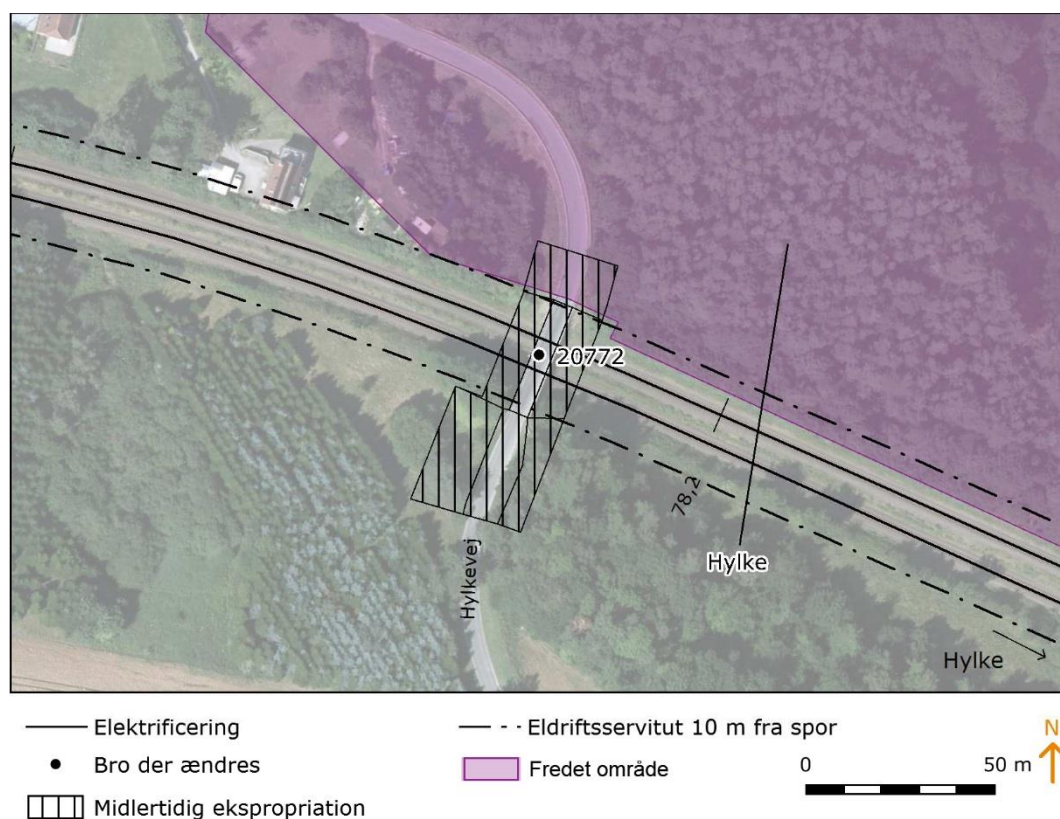 20772
78,2
Hylke
Hylkevej
Hylke
Elektrificering
Eldriftsservitut 10 m fra spor
Bro der ændres
Fredet område
Midlertidig ekspropriation
0 50 m
N